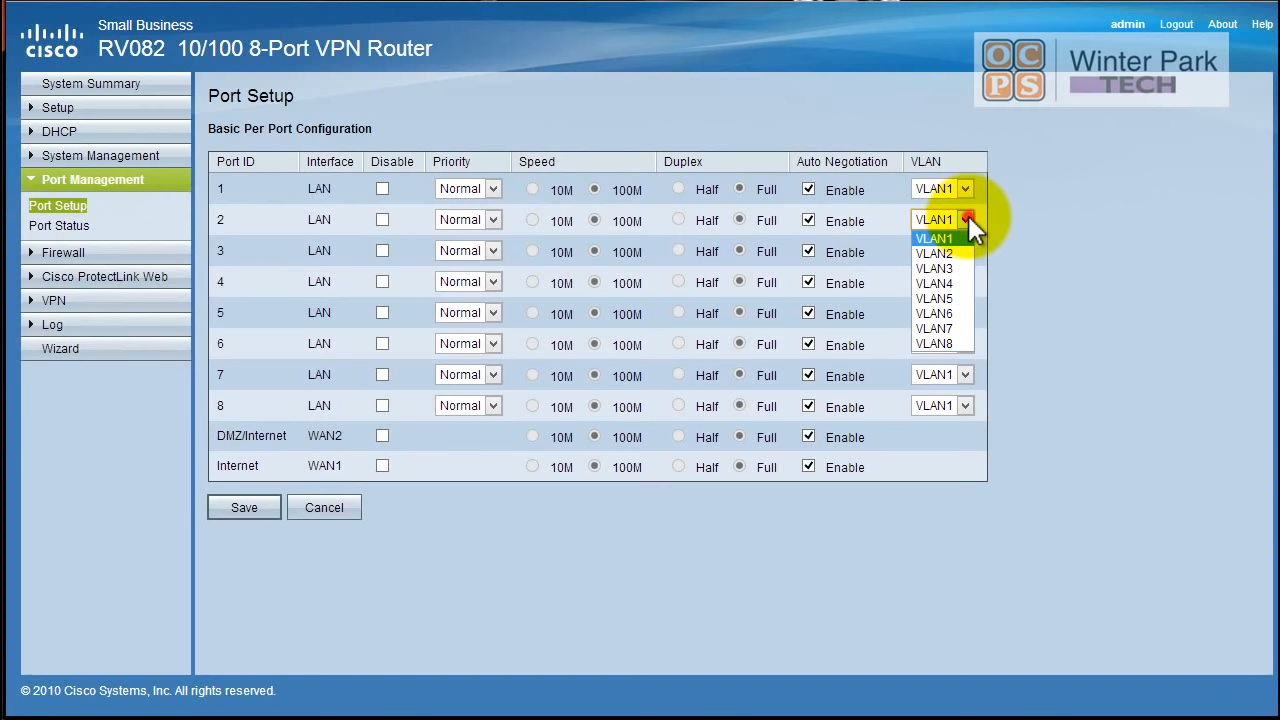 Small Business
CISCO RV082 10/100 8-Port VPN Router
admin Logout About Help
OCPS Winter Park TECH
System Summary
Setup
DHCP
System Management
Port Management
Port Setup
Port Status
Firewall
Cisco ProtectLink Web
VPN
Log
Wizard
Port Setup
Basic Per Port Configuration
Port ID Interface Disable Priority Speed Duplex Auto Negotiation VLAN
1 LAN Normal 10M 100M Half Full Enable VLAN1
2 LAN Normal 10M 100M Half Full Enable VLAN1
VLAN1
VLAN2
VLAN3
VLAN4
VLAN5
VLAN6
VLAN7
VLAN8
3 LAN Normal 10M 100M Half Full Enable
4 LAN Normal 10M 100M Half Full Enable
5 LAN Normal 10M 100M Half Full Enable
6 LAN Normal 10M 100M Half Full Enable
7 LAN Normal 10M 100M Half Full Enable VLAN1
8 LAN Normal 10M 100M Half Full Enable VLAN1
DMZ/Internet WAN2 10M 100M Half Full Enable
Internet WAN1 10M 100M Half Full Enable
Save Cancel
© 2010 Cisco Systems, Inc. All rights reserved.